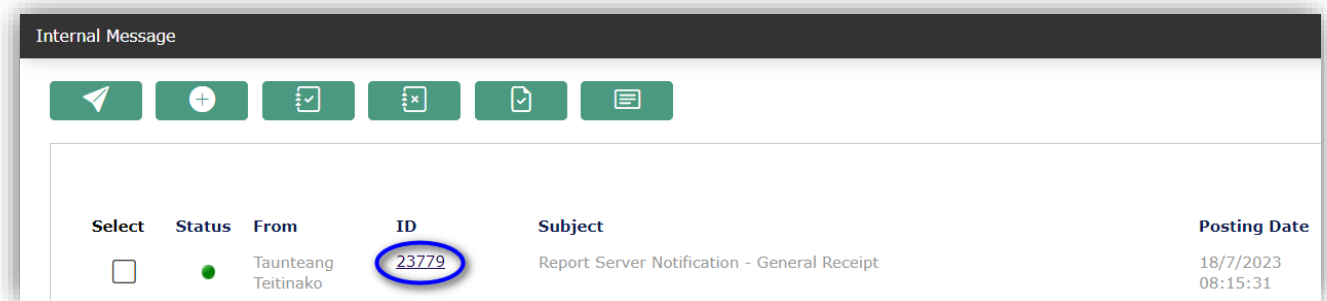 Internal Message
Select Status From ID Subject Posting Date
Taunteang 23779 Report Server Notification - General Receipt 18/7/2023
Teitinako 08:15:31